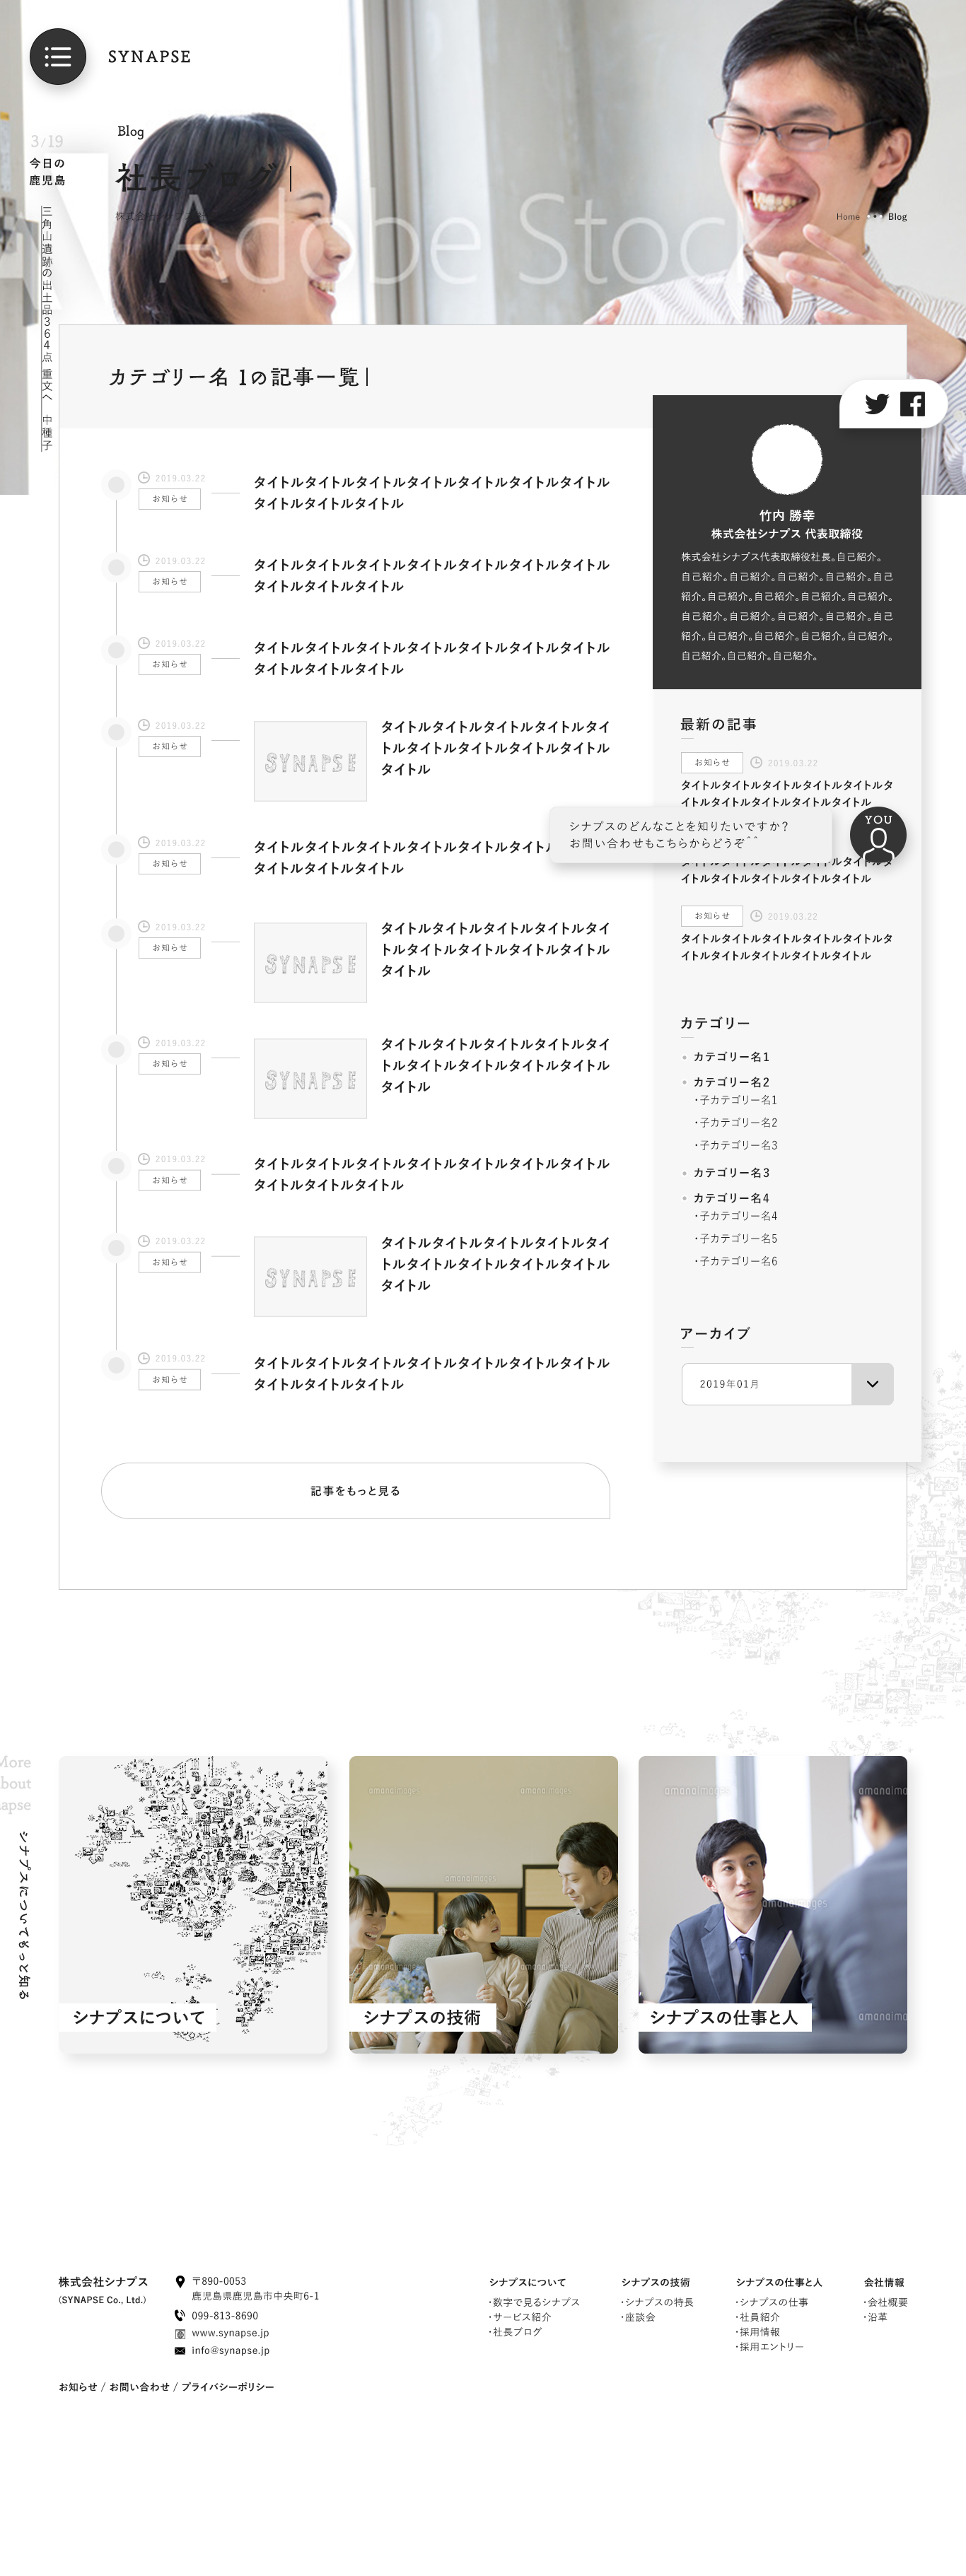 SYNAPSE
Blog
社長ブログ
株式会社
Home
Blog
3/19
今日の
鹿児島
三角山遺跡の出土品364点 重文へ 中種子
Adobe Stock
カテゴリー名 1の記事一覧
2019.03.22
お知らせ
タイトルタイトルタイトルタイトルタイトルタイトルタイトル
タイトルタイトルタイトル
2019.03.22
お知らせ
タイトルタイトルタイトルタイトルタイトルタイトルタイトル
タイトルタイトルタイトル
2019.03.22
お知らせ
タイトルタイトルタイトルタイトルタイトルタイトルタイトル
タイトルタイトルタイトル
2019.03.22
お知らせ
SYNAPSE
タイトルタイトルタイトルタイトルタイ
トルタイトルタイトルタイトルタイトル
タイトル
2019.03.22
お知らせ
タイトルタイトルタイトルタイトルタイトルタイト
タイトルタイトルタイトル
2019.03.22
お知らせ
SYNAPSE
タイトルタイトルタイトルタイトルタイ
トルタイトルタイトルタイトルタイトル
タイトル
2019.03.22
お知らせ
SYNAPSE
タイトルタイトルタイトルタイトルタイ
トルタイトルタイトルタイトルタイトル
タイトル
2019.03.22
お知らせ
タイトルタイトルタイトルタイトルタイトルタイトルタイトル
タイトルタイトルタイトル
2019.03.22
お知らせ
SYNAPSE
タイトルタイトルタイトルタイトルタイ
トルタイトルタイトルタイトルタイトル
タイトル
2019.03.22
お知らせ
タイトルタイトルタイトルタイトルタイトルタイトルタイトル
タイトルタイトルタイトル
記事をもっと見る
竹内 勝幸
株式会社シナプス 代表取締役
株式会社シナプス代表取締役社長。自己紹介。
自己紹介。自己紹介。自己紹介。自己紹介。自己
紹介。自己紹介。自己紹介。自己紹介。自己紹介。
自己紹介。自己紹介。自己紹介。自己紹介。自己
紹介。自己紹介。自己紹介。自己紹介。自己紹介。
自己紹介。自己紹介。自己紹介。
最新の記事
お知らせ
2019.03.22
タイトルタイトルタイトルタイトルタイトルタ
イトルタイトルタイトルタイトルタイトル
シナプスのどんなことを知りたいですか？
お問い合わせもこちらからどうぞ^^
YOU
タイトルタイトルタイトルタイトルタイトルタ
イトルタイトルタイトルタイトルタイトル
お知らせ
2019.03.22
タイトルタイトルタイトルタイトルタイトルタ
イトルタイトルタイトルタイトルタイトル
カテゴリー
カテゴリー名1
カテゴリー名2
・子カテゴリー名1
・子カテゴリー名2
・子カテゴリー名3
カテゴリー名3
カテゴリー名4
・子カテゴリー名4
・子カテゴリー名5
・子カテゴリー名6
アーカイブ
2019年01月
More
bout
apse
シナプスについてもっと知る
シナプスについて
amanaimages
amanaimages
amanaimages
amanaimages
amanaimages
シナプスの技術
amanaimages
amanaima
amanaimages
amanaima
シナプスの仕事と人
株式会社シナプス
(SYNAPSE Co., Ltd.)
〒890-0053
鹿児島県鹿児島市中央町6-1
099-813-8690
www.synapse.jp
info@synapse.jp
お知らせ / お問い合わせ / プライバシーポリシー
シナプスについて
・数字で見るシナプス
・サービス紹介
・社長ブログ
シナプスの技術
・シナプスの特長
・座談会
シナプスの仕事と人
・シナプスの仕事
・社員紹介
・採用情報
・採用エントリー
会社情報
・会社概要
・沿革